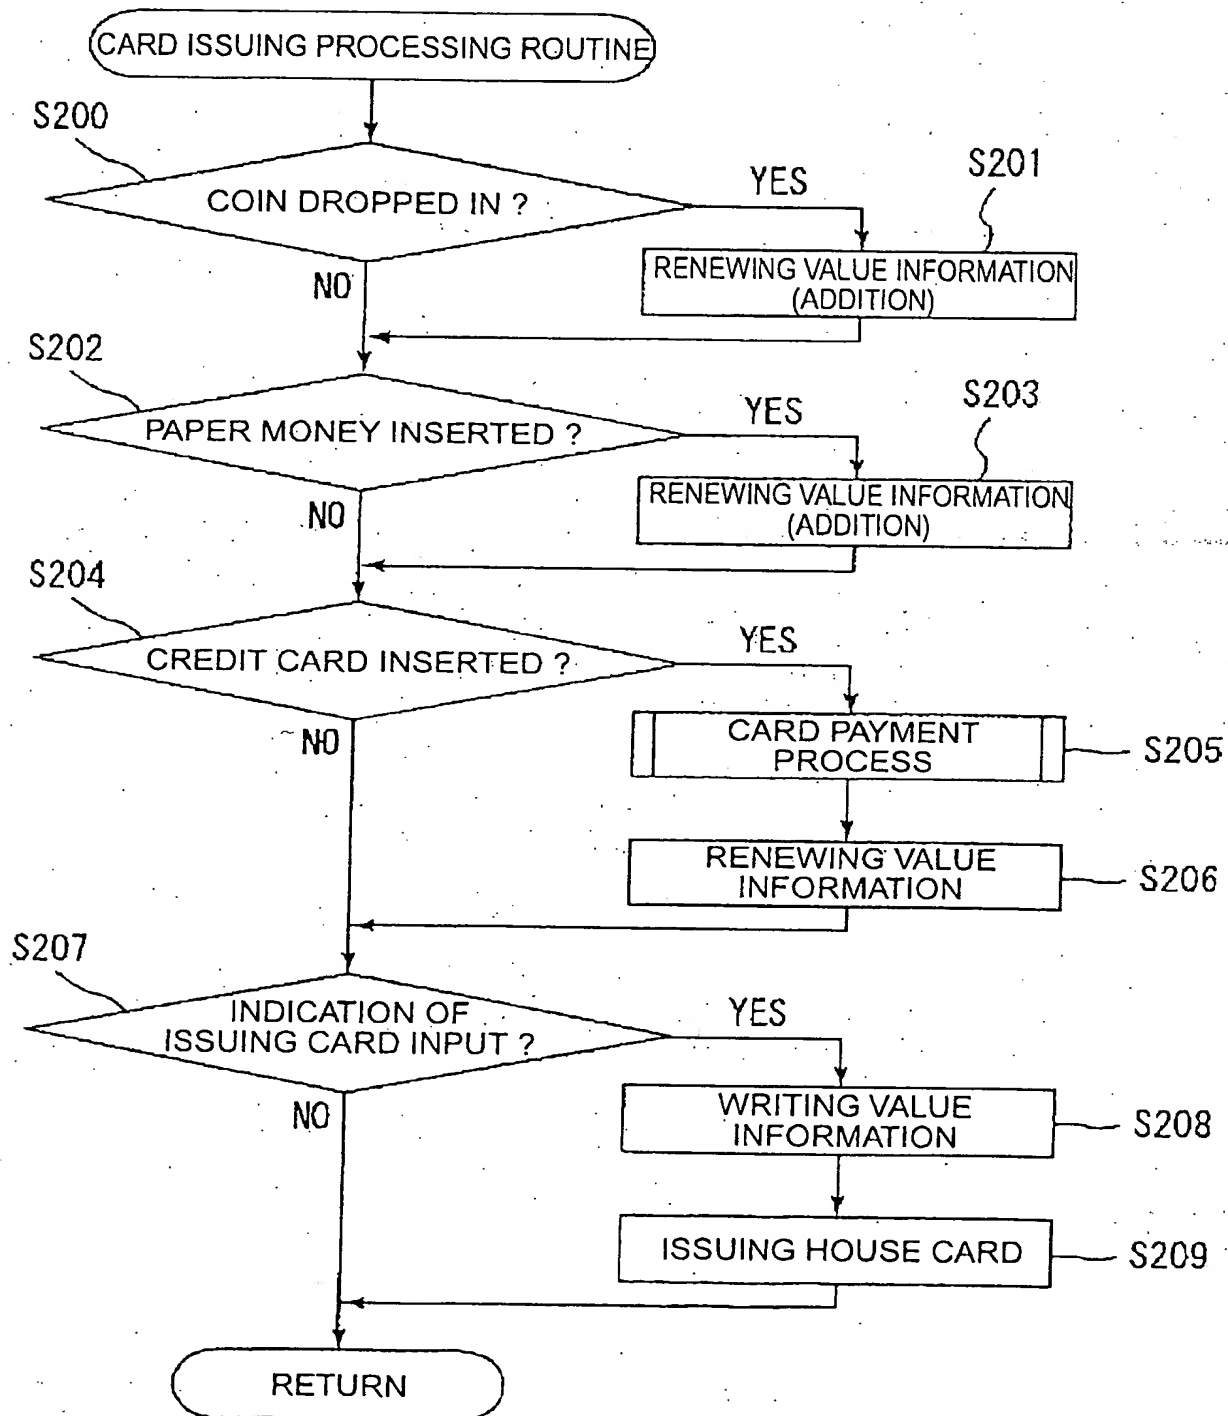 CARD ISSUING PROCESSING ROUTINE
S200
COIN DROPPED IN ?
YES
S201
RENEWING VALUE INFORMATION
(ADDITION)
NO
S202
PAPER MONEY INSERTED ?
YES
S203
RENEWING VALUE INFORMATION
(ADDITION)
NO
S204
CREDIT CARD INSERTED ?
YES
NO
CARD PAYMENT
PROCESS
S205
RENEWING VALUE
INFORMATION
S206
S207
INDICATION OF
ISSUING CARD INPUT ?
YES
NO
WRITING VALUE
INFORMATION
S208
ISSUING HOUSE CARD
S209
RETURN